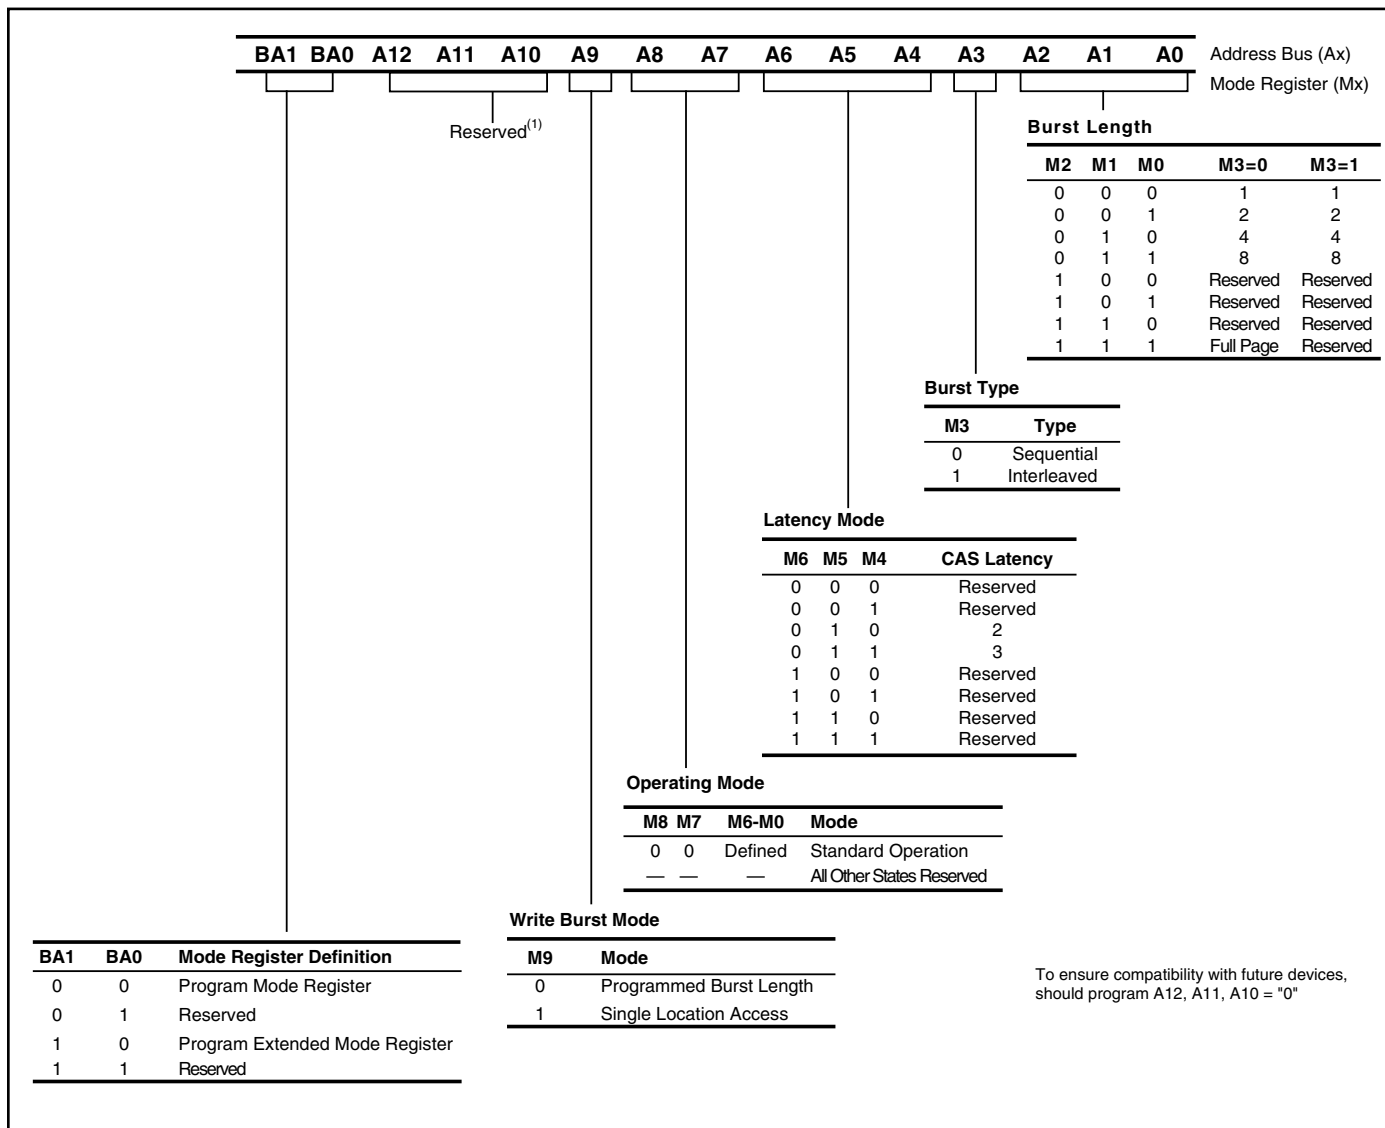 BA1 BA0 A12 A11 A10 A9 A8 A7 A6 A5 A4 A3 A2 A1 A0 Address Bus (Ax)
Mode Register (Mx)
Reserved(1)
Burst Length
M2 M1 M0 M3=0 M3=1
0 0 0 1 1
0 0 1 2 2
0 1 0 4 4
0 1 1 8 8
1 0 0 Reserved Reserved
1 0 1 Reserved Reserved
1 1 0 Reserved Reserved
1 1 1 Full Page Reserved
Burst Type
M3 Type
0 Sequential
1 Interleaved
Latency Mode
M6 M5 M4 CAS Latency
0 0 0 Reserved
0 0 1 Reserved
0 1 0 2
0 1 1 3
1 0 0 Reserved
1 0 1 Reserved
1 1 0 Reserved
1 1 1 Reserved
Operating Mode
M8 M7 M6-M0 Mode
0 0 Defined Standard Operation
— — — All Other States Reserved
Write Burst Mode
M9 Mode
0 Programmed Burst Length
1 Single Location Access
BA1 BA0 Mode Register Definition
0 0 Program Mode Register
0 1 Reserved
1 0 Program Extended Mode Register
1 1 Reserved
To ensure compatibility with future devices,
should program A12, A11, A10 = "0"